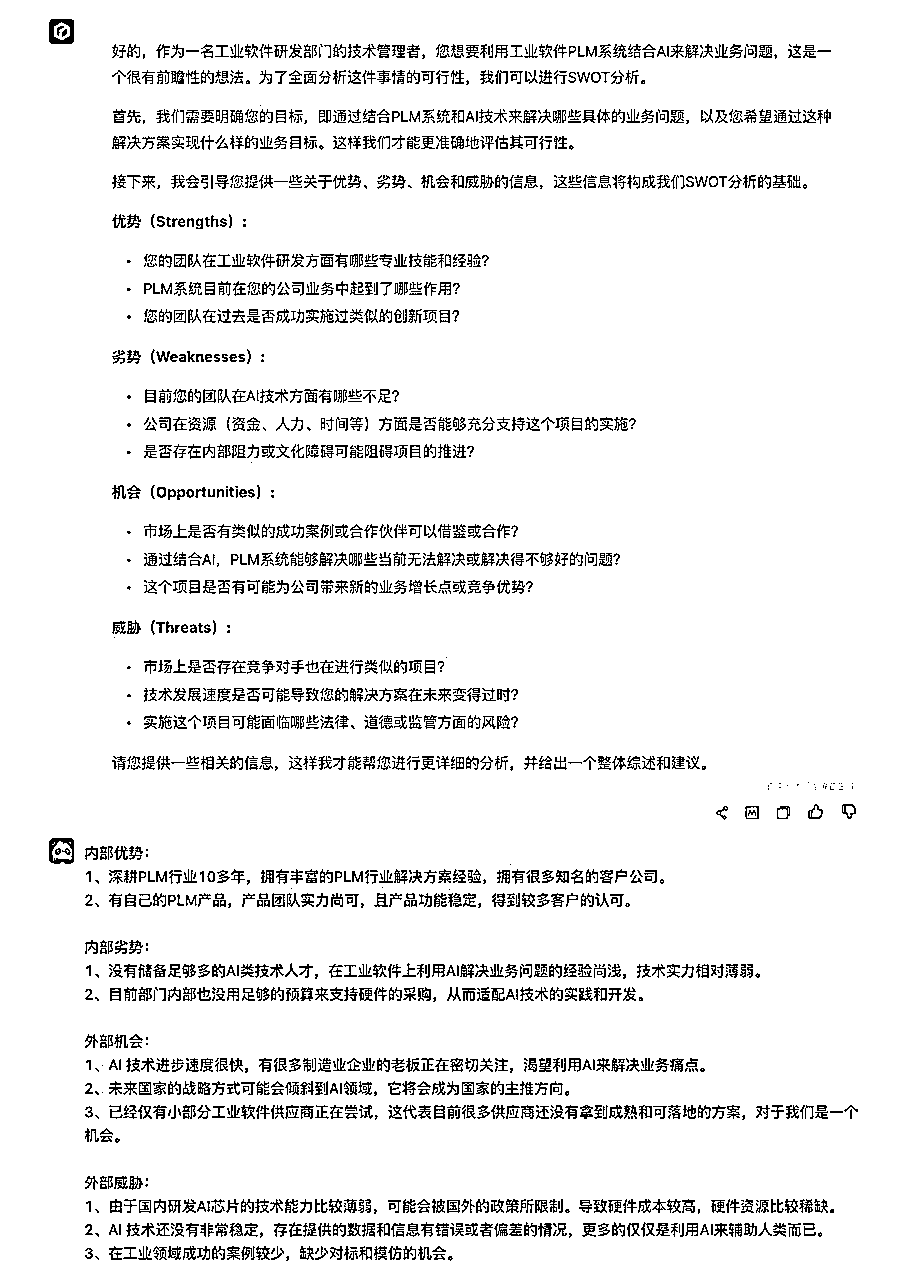 好的，作为一名工业软件研发部门的技术管理者，您想要利用工业软件PLM系统结合AI来解决业务问题，这是一
个很有前瞻性的想法。为了全面分析这件事情的可行性，我们可以进行SWOT分析。
首先，我们需要明确您的目标，即通过结合PLM系统和AI技术来解决哪些具体的业务问题，以及您希望通过这种
解决方案实现什么样的业务目标。这样我们才能更准确地评估其可行性。
接下来，我会引导您提供一些关于优势、劣势、机会和威胁的信息，这些信息将构成我们SWOT分析的基础。
优势（Strengths）：
• 您的团队在工业软件研发方面有哪些专业技能和经验？
• PLM系统目前在您的公司业务中起到了哪些作用？
• 您的团队在过去是否成功实施过类似的创新项目？
劣势（Weaknesses）：
• 目前您的团队在AI技术方面有哪些不足？
• 公司在资源（资金、人力、时间等）方面是否能够充分支持这个项目的实施？
• 是否存在内部阻力或文化障碍可能阻碍项目的推进？
机会（Opportunities）：
• 市场上是否有类似的成功案例或合作伙伴可以借鉴或合作？
• 通过结合AI，PLM系统能够解决哪些当前无法解决或解决得不够好的问题？
• 这个项目是否有可能为公司带来新的业务增长点或竞争优势？
威胁（Threats）：
• 市场上是否存在竞争对手也在进行类似的项目？
• 技术发展速度是否可能导致您的解决方案在未来变得过时？
• 实施这个项目可能面临哪些法律、道德或监管方面的风险？
请您提供一些相关的信息，这样我才能帮您进行更详细的分析，并给出一个整体综述和建议。
内部优势：
1、深耕PLM行业10多年，拥有丰富的PLM行业解决方案经验，拥有很多知名的客户公司。
2、有自己的PLM产品，产品团队实力尚可，且产品功能稳定，得到较多客户的认可。
内部劣势：
1、没有储备足够多的AI类技术人才，在工业软件上利用AI解决业务问题的经验尚浅，技术实力相对薄弱。
2、目前部门内部也没用足够的预算来支持硬件的采购，从而适配AI技术的实践和开发。
外部机会：
1、AI 技术进步速度很快，有很多制造业企业的老板正在密切关注，渴望利用AI来解决业务痛点。
2、未来国家的战略方式可能会倾斜到AI领域，它将会成为国家的主推方向。
3、已经仅有小部分工业软件供应商正在尝试，这代表目前很多供应商还没有拿到成熟和可落地的方案，对于我们是一个
机会。
外部威胁：
1、由于国内研发AI芯片的技术能力比较薄弱，可能会被国外的政策所限制。导致硬件成本较高，硬件资源比较稀缺。
2、AI 技术还没有非常稳定，存在提供的数据和信息有错误或者偏差的情况，更多的仅仅是利用AI来辅助人类而已。
3、在工业领域成功的案例较少，缺少对标和模仿的机会。